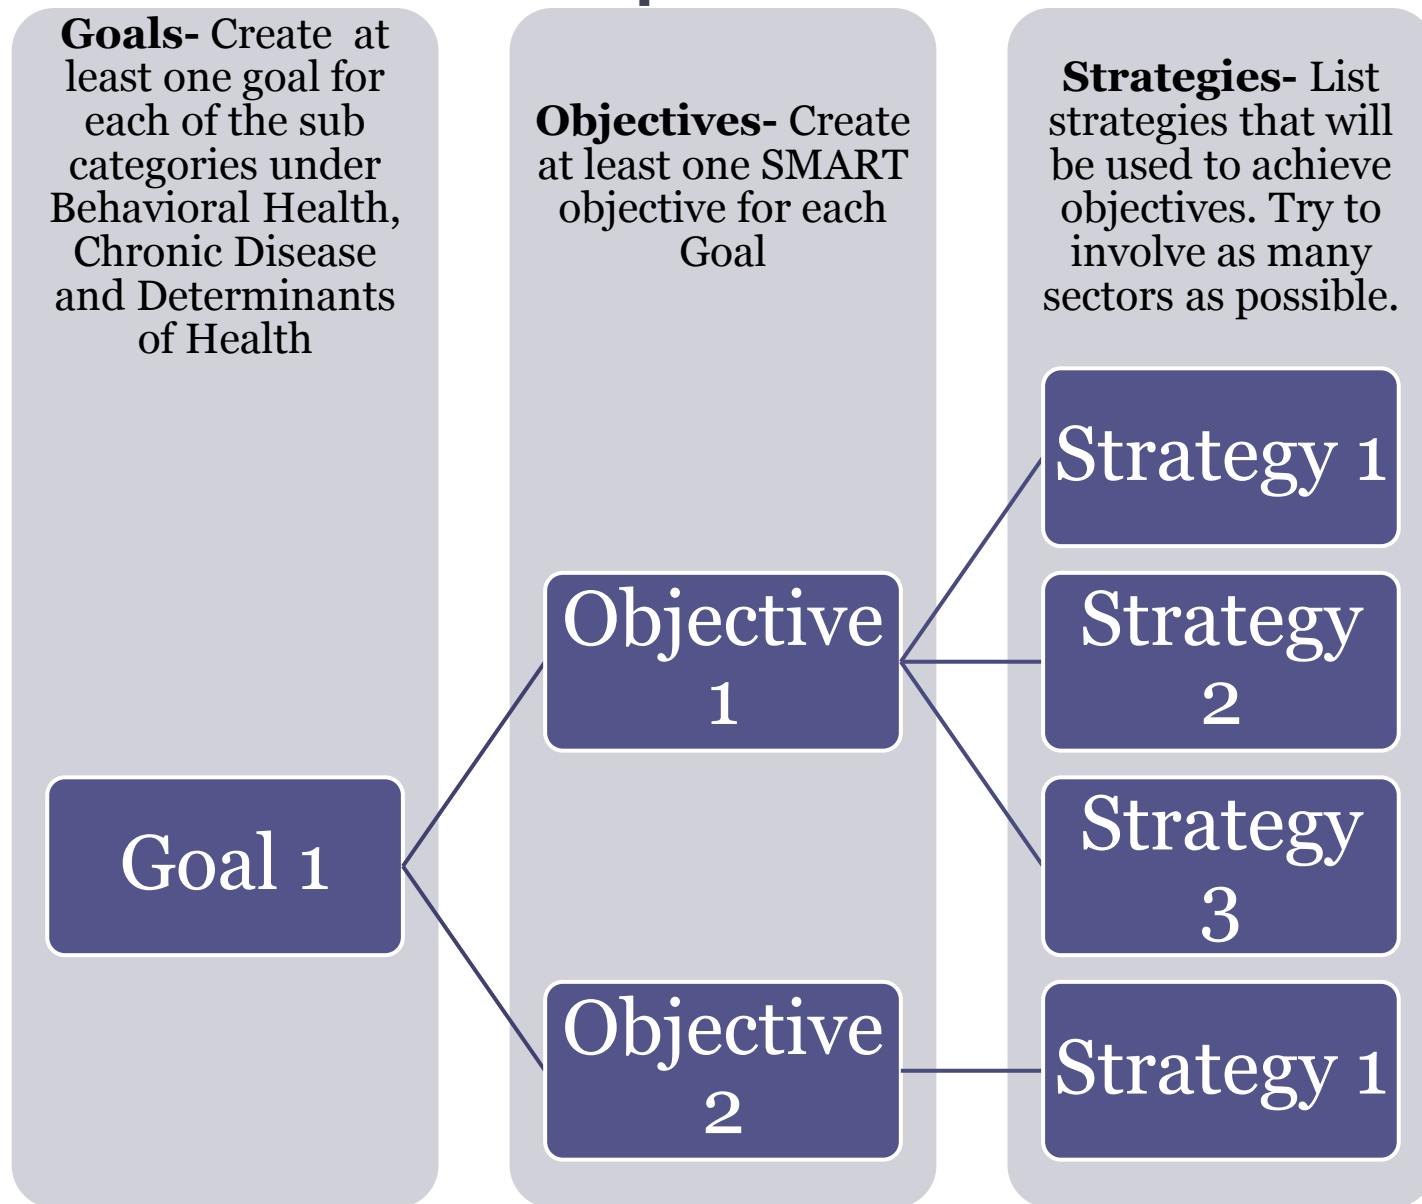 Goals- Create at
least one goal for
each of the sub
categories under
Behavioral Health,
Chronic Disease
and Determinants
of Health
Objectives- Create
at least one SMART
objective for each
Goal
Strategies- List
strategies that will
be used to achieve
objectives. Try to
involve as many
sectors as possible.
Goal 1
Objective
1
Objective
2
Strategy 1
Strategy
2
Strategy
3
Strategy 1